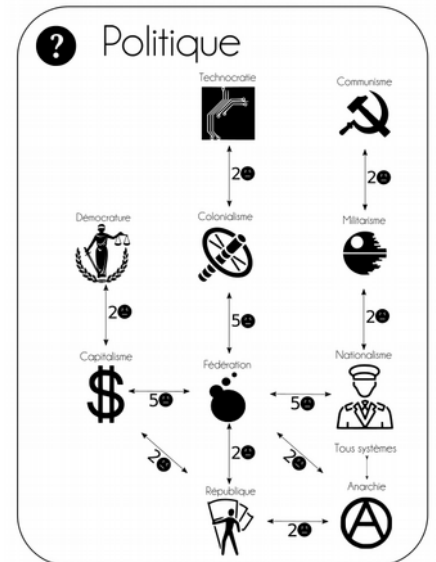 ? Politique
Technocratie Communisme
2 2
Démocrature Colonialisme Militarisme
2 5 2
Capitalisme Fédération Nationalisme
5 5
Tous systèmes
2 2 2
République Anarchie
2